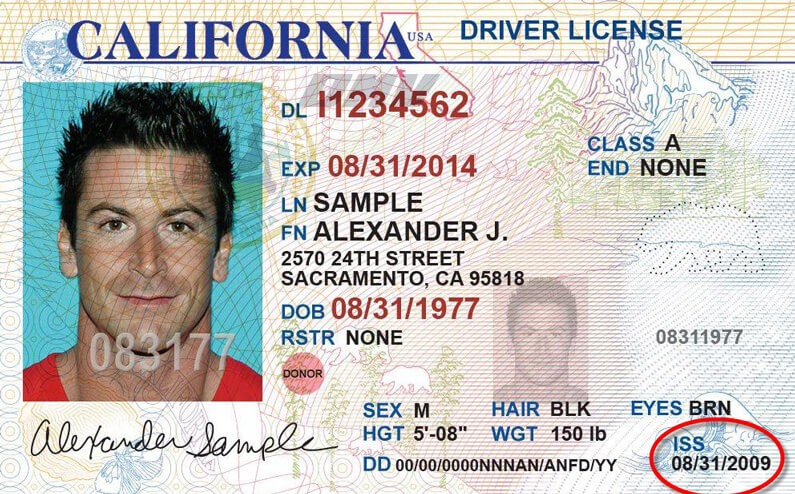 CALIFORNIA USA DRIVER LICENSE
DL I1234562
CLASS A
EXP 08/31/2014
END NONE
LN SAMPLE
FN ALEXANDER J.
2570 24TH STREET
SACRAMENTO, CA 95818
DOB 08/31/1977
RSTR NONE
08311977
083177
DONOR
SEX M HAIR BLK EYES BRN
HGT 5'-08" WGT 150 lb
ISS
08/31/2009
DD 00/00/0000NNNAN/ANFD/YY
Alexander Sample